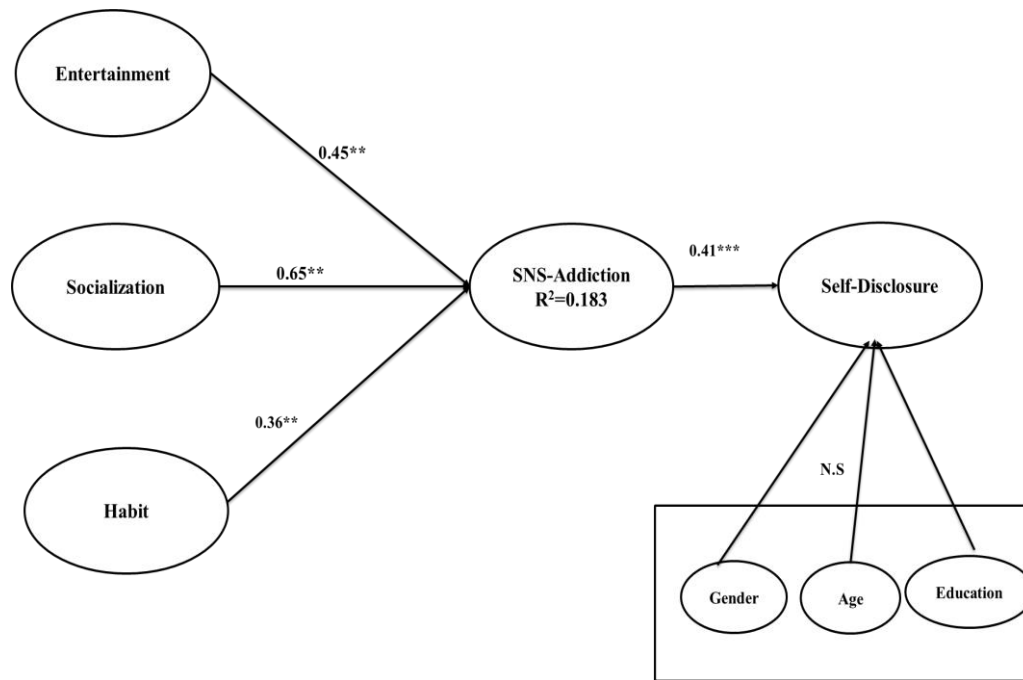 Entertainment
0.45**
Socialization
0.65**
SNS-Addiction
R²=0.183
0.41***
Self-Disclosure
0.36**
Habit
N.S
Gender
Age
Education